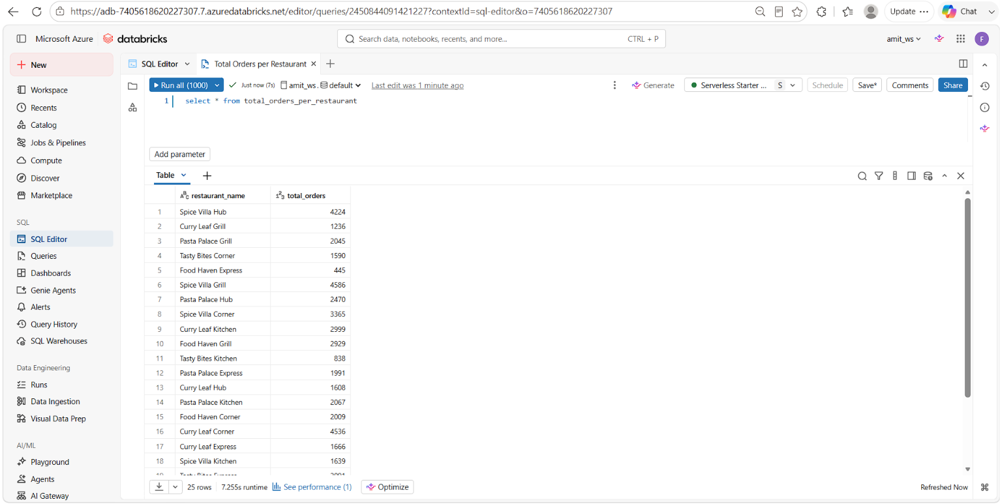 https://adb-7405618620227307.7.azuredatabricks.net/editor/queries/2450844091421227?contextId=sql-editor&o=7405618620227307
Update
Chat
Microsoft Azure
databricks
Search data, notebooks, recents, and more...
CTRL + P
amit_ws
F
New
Workspace
Recents
Catalog
Jobs & Pipelines
Compute
Discover
Marketplace
SQL
SQL Editor
Queries
Dashboards
Genie Agents
Alerts
Query History
SQL Warehouses
Data Engineering
Runs
Data Ingestion
Visual Data Prep
AI/ML
Playground
Agents
AI Gateway
SQL Editor
Total Orders per Restaurant
Run all (1000)
Just now (7s)
amit_ws.
default
Last edit was 1 minute ago
Generate
Serverless Starter ...
S
Schedule
Save*
Comments
Share
1 select * from total_orders_per_restaurant
Add parameter
Table
restaurant_name total_orders
1 Spice Villa Hub 4224
2 Curry Leaf Grill 1236
3 Pasta Palace Grill 2045
4 Tasty Bites Corner 1590
5 Food Haven Express 445
6 Spice Villa Grill 4586
7 Pasta Palace Hub 2470
8 Spice Villa Corner 3365
9 Curry Leaf Kitchen 2999
10 Food Haven Grill 2929
11 Tasty Bites Kitchen 838
12 Pasta Palace Express 1991
13 Curry Leaf Hub 1608
14 Pasta Palace Kitchen 2067
15 Food Haven Corner 2009
16 Curry Leaf Corner 4536
17 Curry Leaf Express 1666
18 Spice Villa Kitchen 1639
25 rows
7.255s runtime
See performance (1)
Optimize
Refreshed Now